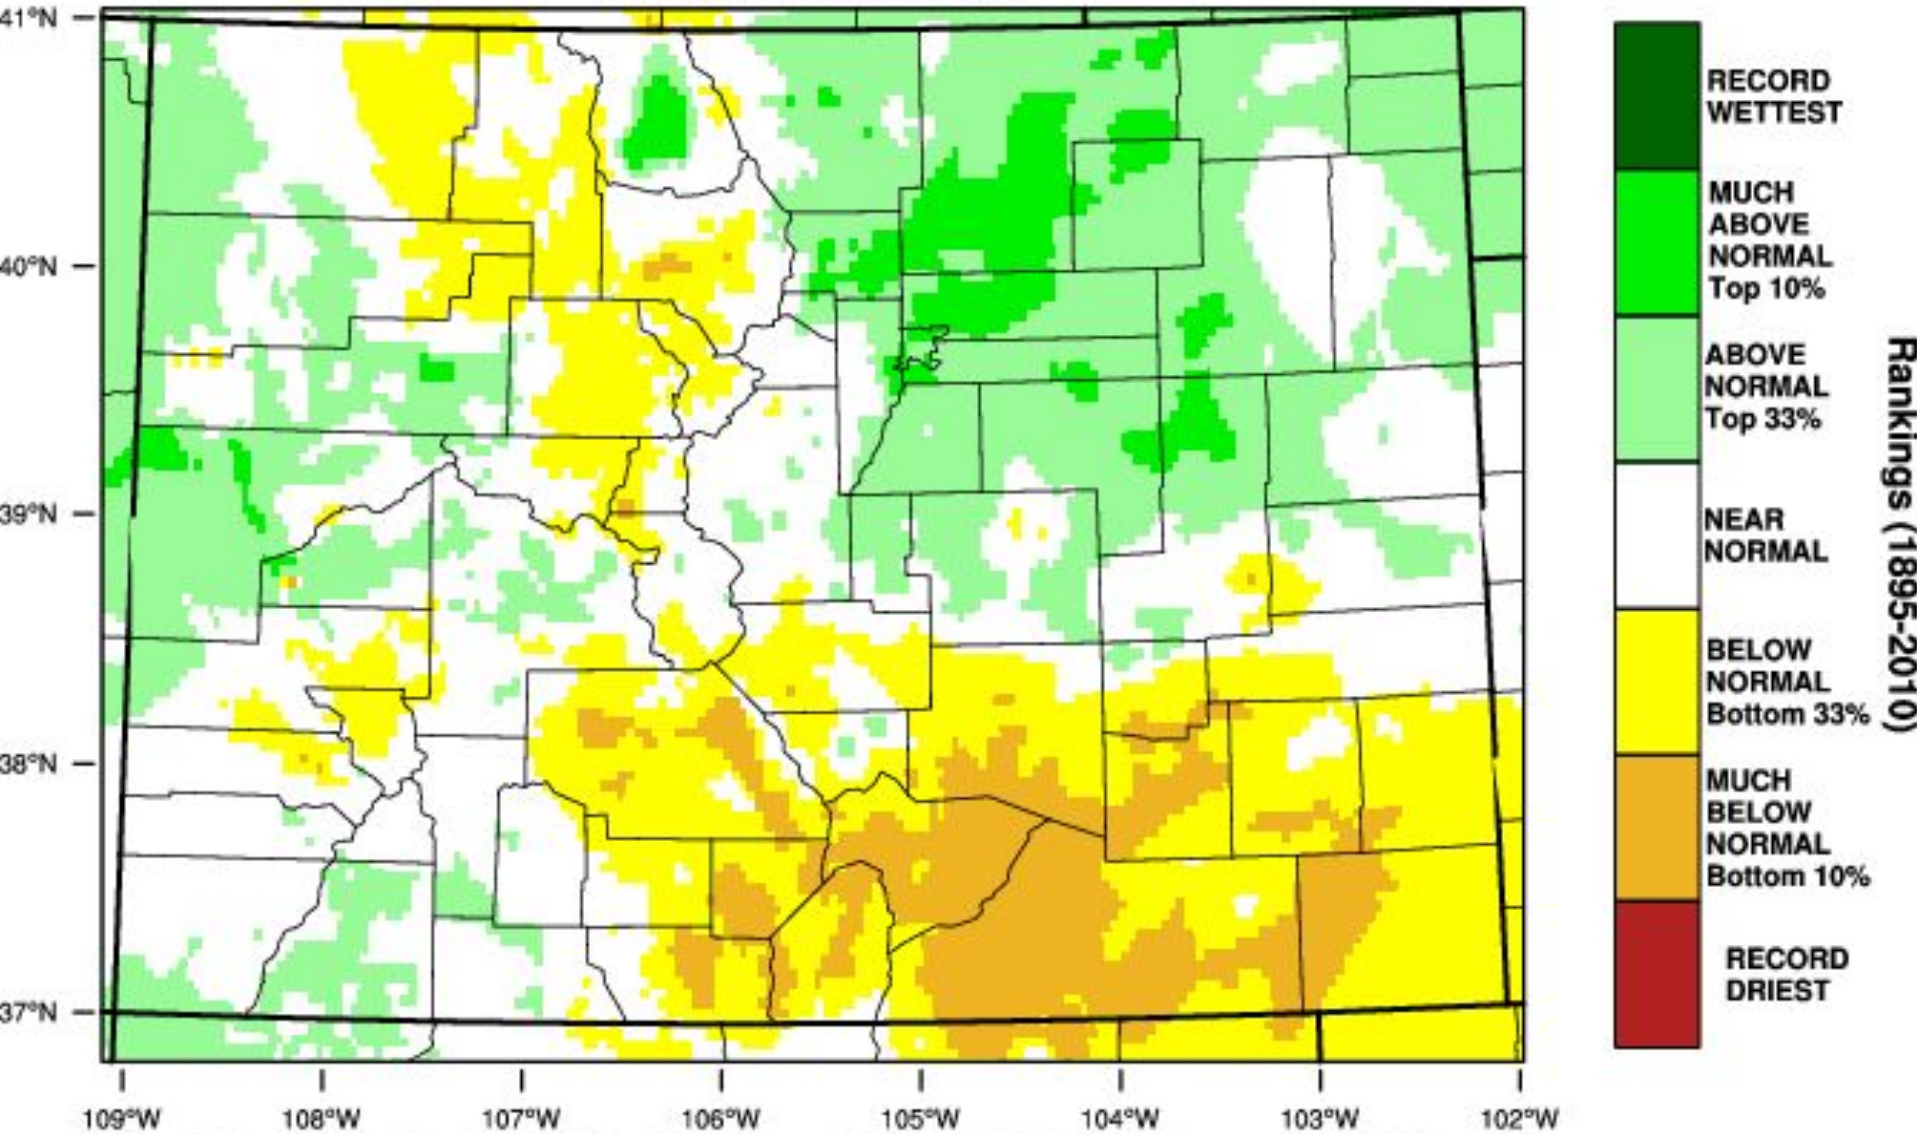 41°N
40°N
39°N
38°N
37°N
109°W
108°W
107°W
106°W
105°W
104°W
103°W
102°W
RECORD
WETTEST
MUCH
ABOVE
NORMAL
Top 10%
ABOVE
NORMAL
Top 33%
NEAR
NORMAL
BELOW
NORMAL
Bottom 33%
MUCH
BELOW
NORMAL
Bottom 10%
RECORD
DRIEST
Rankings (1895-2010)